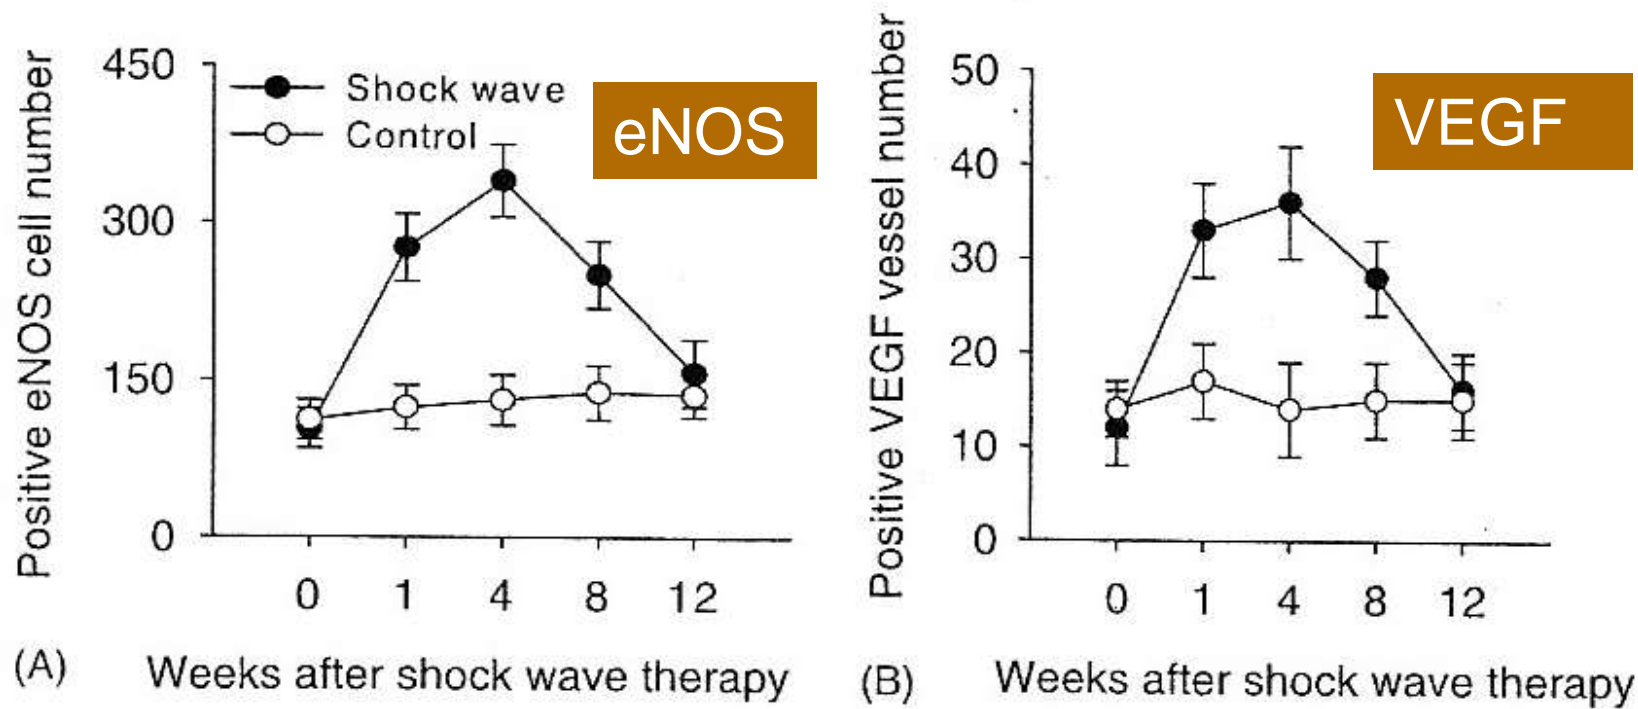 Positive eNOS cell number
450
300
150
0
Shock wave
Control
eNOS
0 1 4 8 12
(A) Weeks after shock wave therapy
Positive VEGF vessel number
50
40
30
20
10
0
VEGF
0 1 4 8 12
(B) Weeks after shock wave therapy